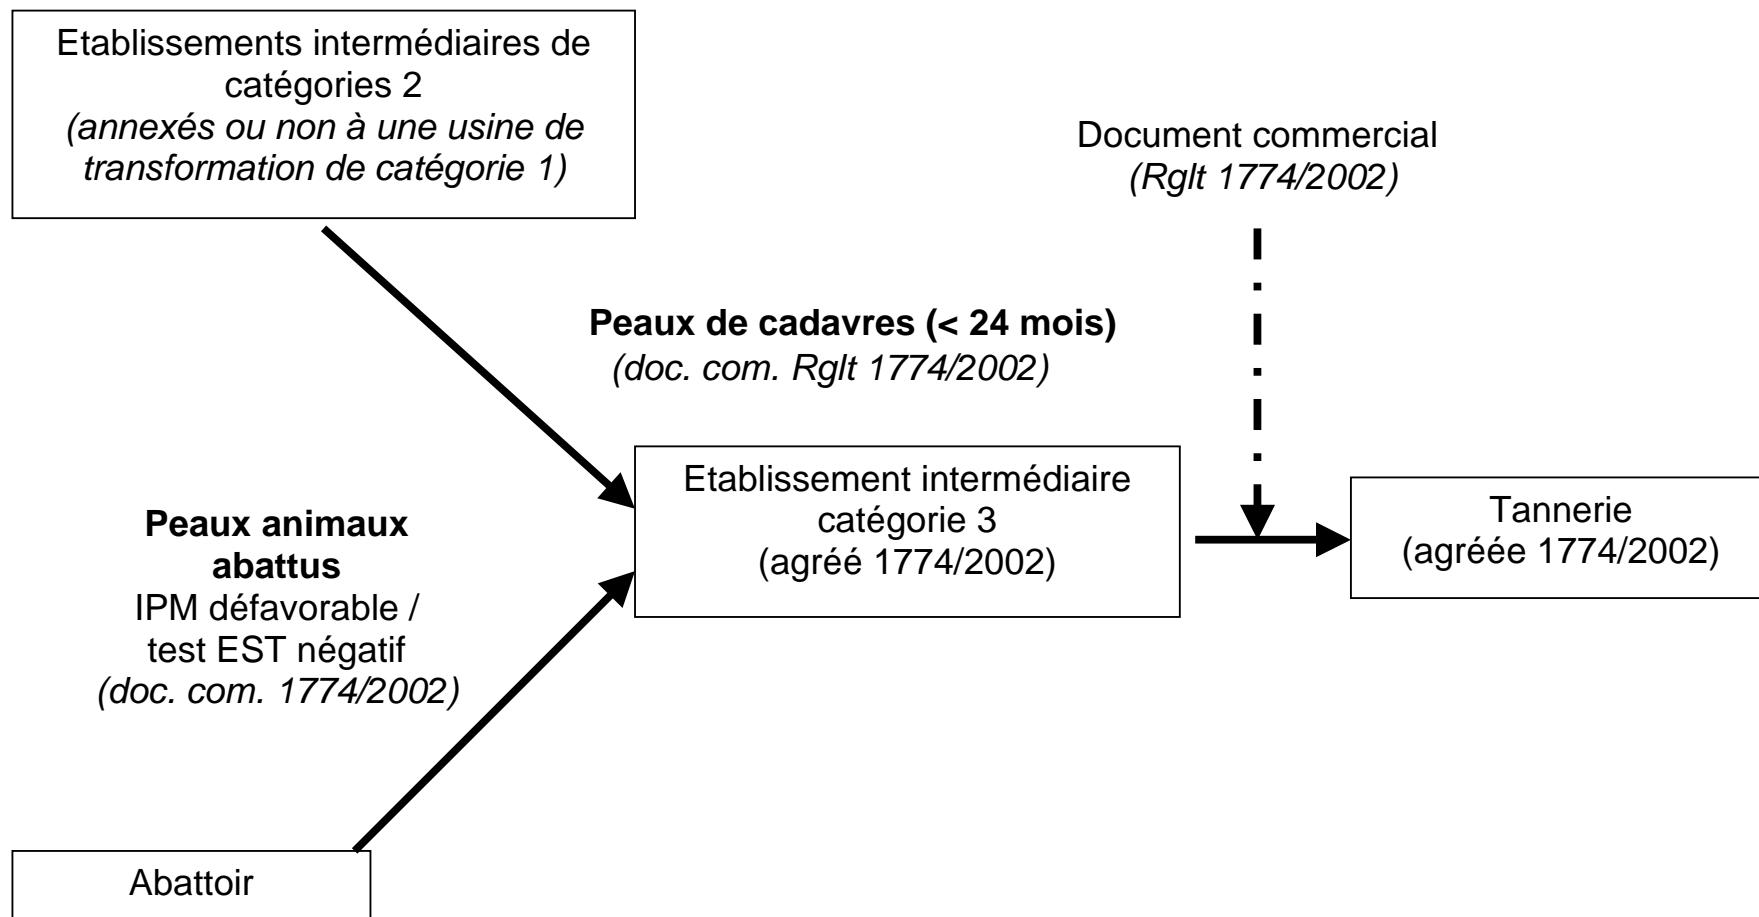 Etablissements intermédiaires de
catégories 2
(annexés ou non à une usine de
transformation de catégorie 1)
Document commercial
(Rglt 1774/2002)
Peaux de cadavres (< 24 mois)
(doc. com. Rglt 1774/2002)
Etablissement intermédiaire
catégorie 3
(agréé 1774/2002)
Tannerie
(agréée 1774/2002)
Peaux animaux
abattus
IPM défavorable /
test EST négatif
(doc. com. 1774/2002)
Abattoir